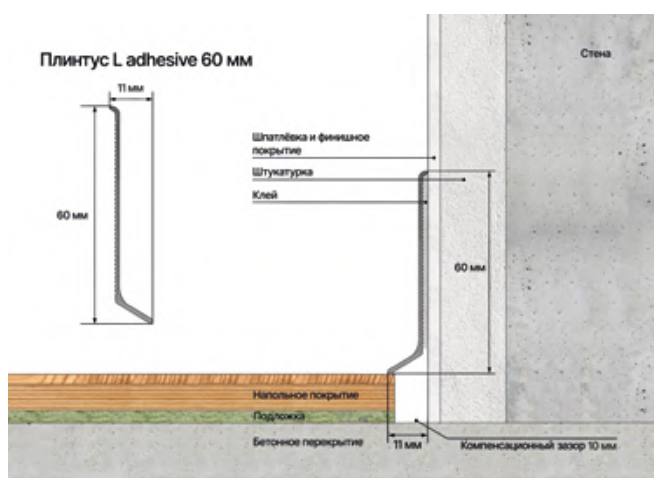 Плинтус L adhesive 60 мм
11 мм
Стена
Шпатлёвка и финишное
покрытие
Штукатурка
Клей
60 мм
60 мм
Напольное покрытие
Подложка
Бетонное перекрытие
11 мм
Компенсационный зазор 10 мм